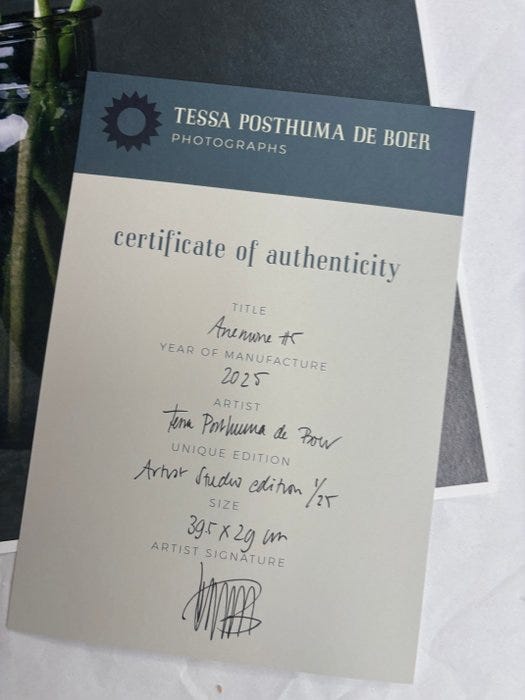 TESSA POSTHUMA DE BOER
PHOTOGRAPHS
certificate of authenticity
TITLE
Anemone #5
YEAR OF MANUFACTURE
2025
ARTIST
Tessa Posthuma de Boer
UNIQUE EDITION
Artist Studio edition 1/25
SIZE
39.5 x 29 cm
ARTIST SIGNATURE